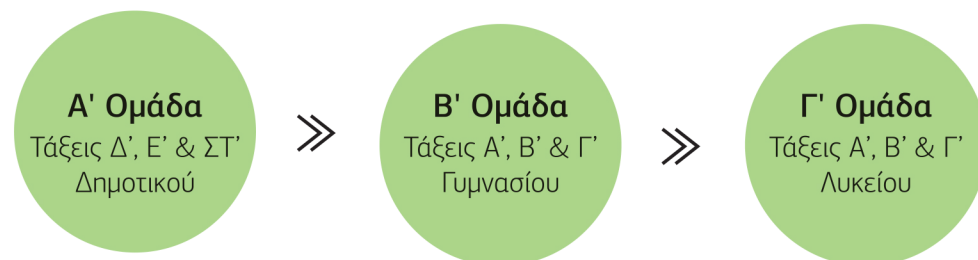 Α' Ομάδα
Τάξεις Δ’, Ε’ & ΣΤ’
Δημοτικού
Β' Ομάδα
Τάξεις Α’, Β’ & Γ’
Γυμνασίου
Γ' Ομάδα
Τάξεις Α’, Β’ & Γ’
Λυκείου